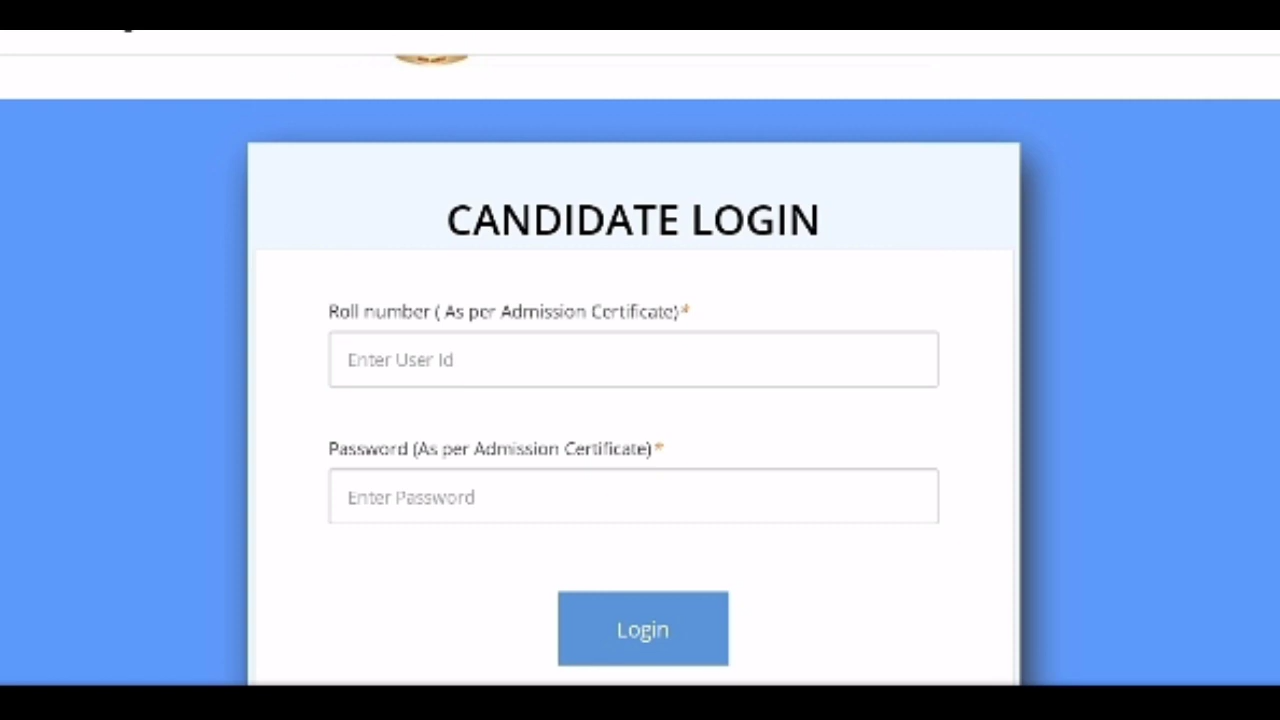 CANDIDATE LOGIN
Roll number ( As per Admission Certificate)*
Enter User Id
Password (As per Admission Certificate)*
Enter Password
Login